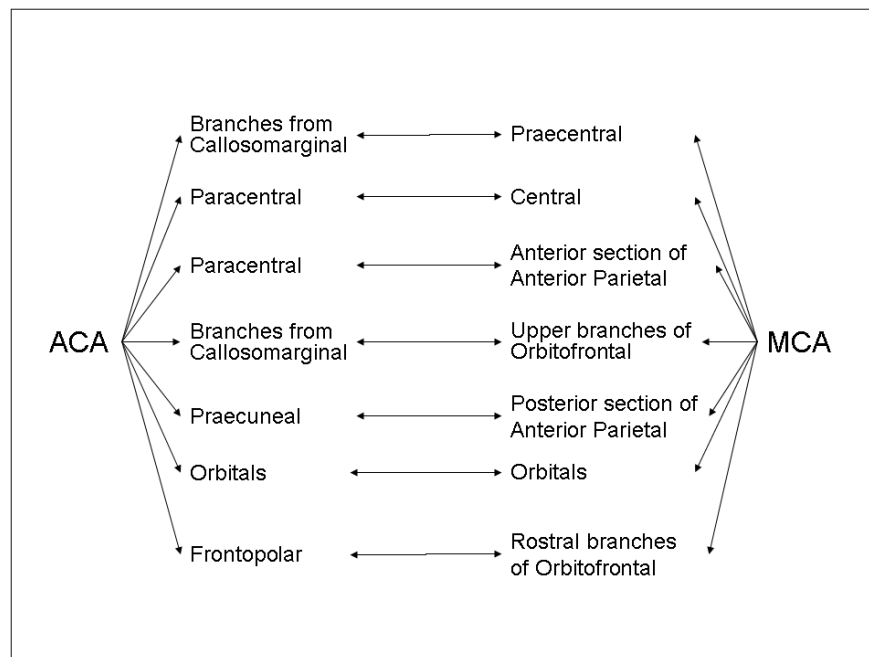 Branches from
Callosomarginal
Praecentral
Paracentral
Central
Paracentral
Anterior section of
Anterior Parietal
ACA
Branches from
Callosomarginal
Upper branches of
Orbitofrontal
MCA
Praecuneal
Posterior section of
Anterior Parietal
Orbitals
Orbitals
Frontopolar
Rostral branches
of Orbitofrontal